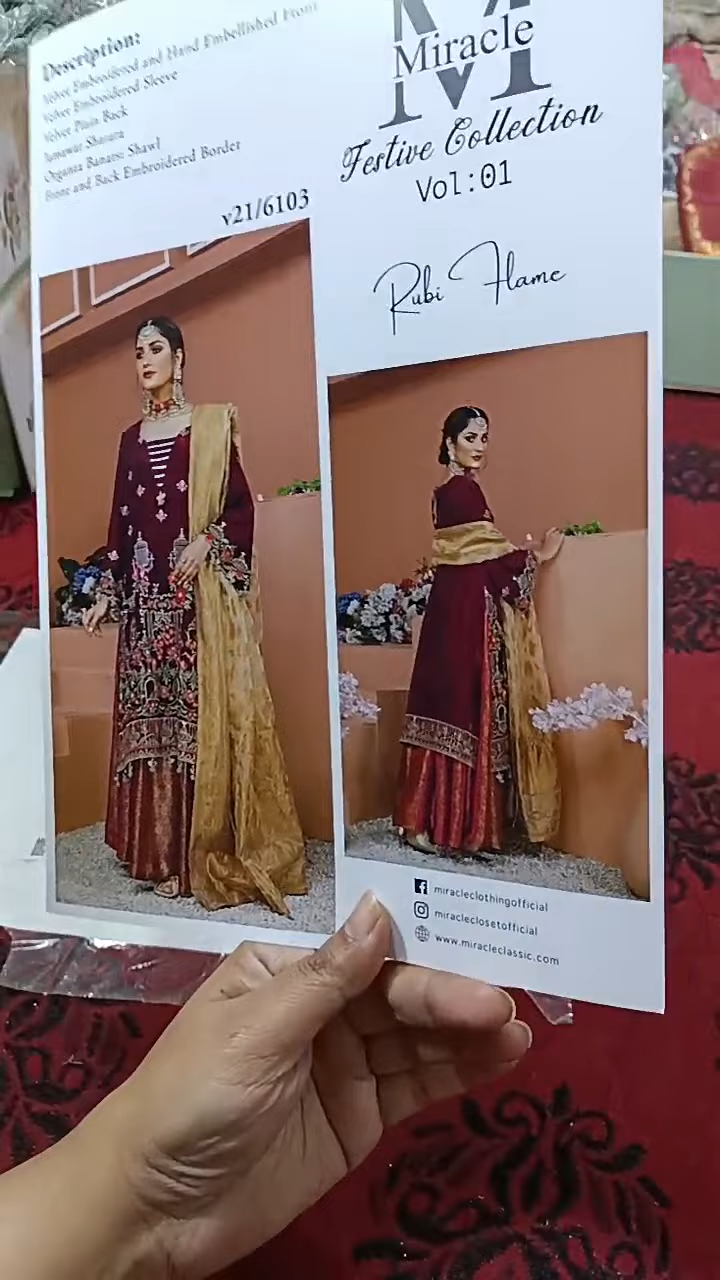 Description:
Velvet Embroidered and Hand Embellished Front
Velvet Embroidered Sleeve
Velvet Plain Back
Jamawar Sharara
Organza Banarsi Shawl
Front and Back Embroidered Border
v21/6103
M
Miracle
Festive Collection
Vol:01
Rubi Flame
miracleclothingofficial
miracleclosetofficial
www.miracleclassic.com